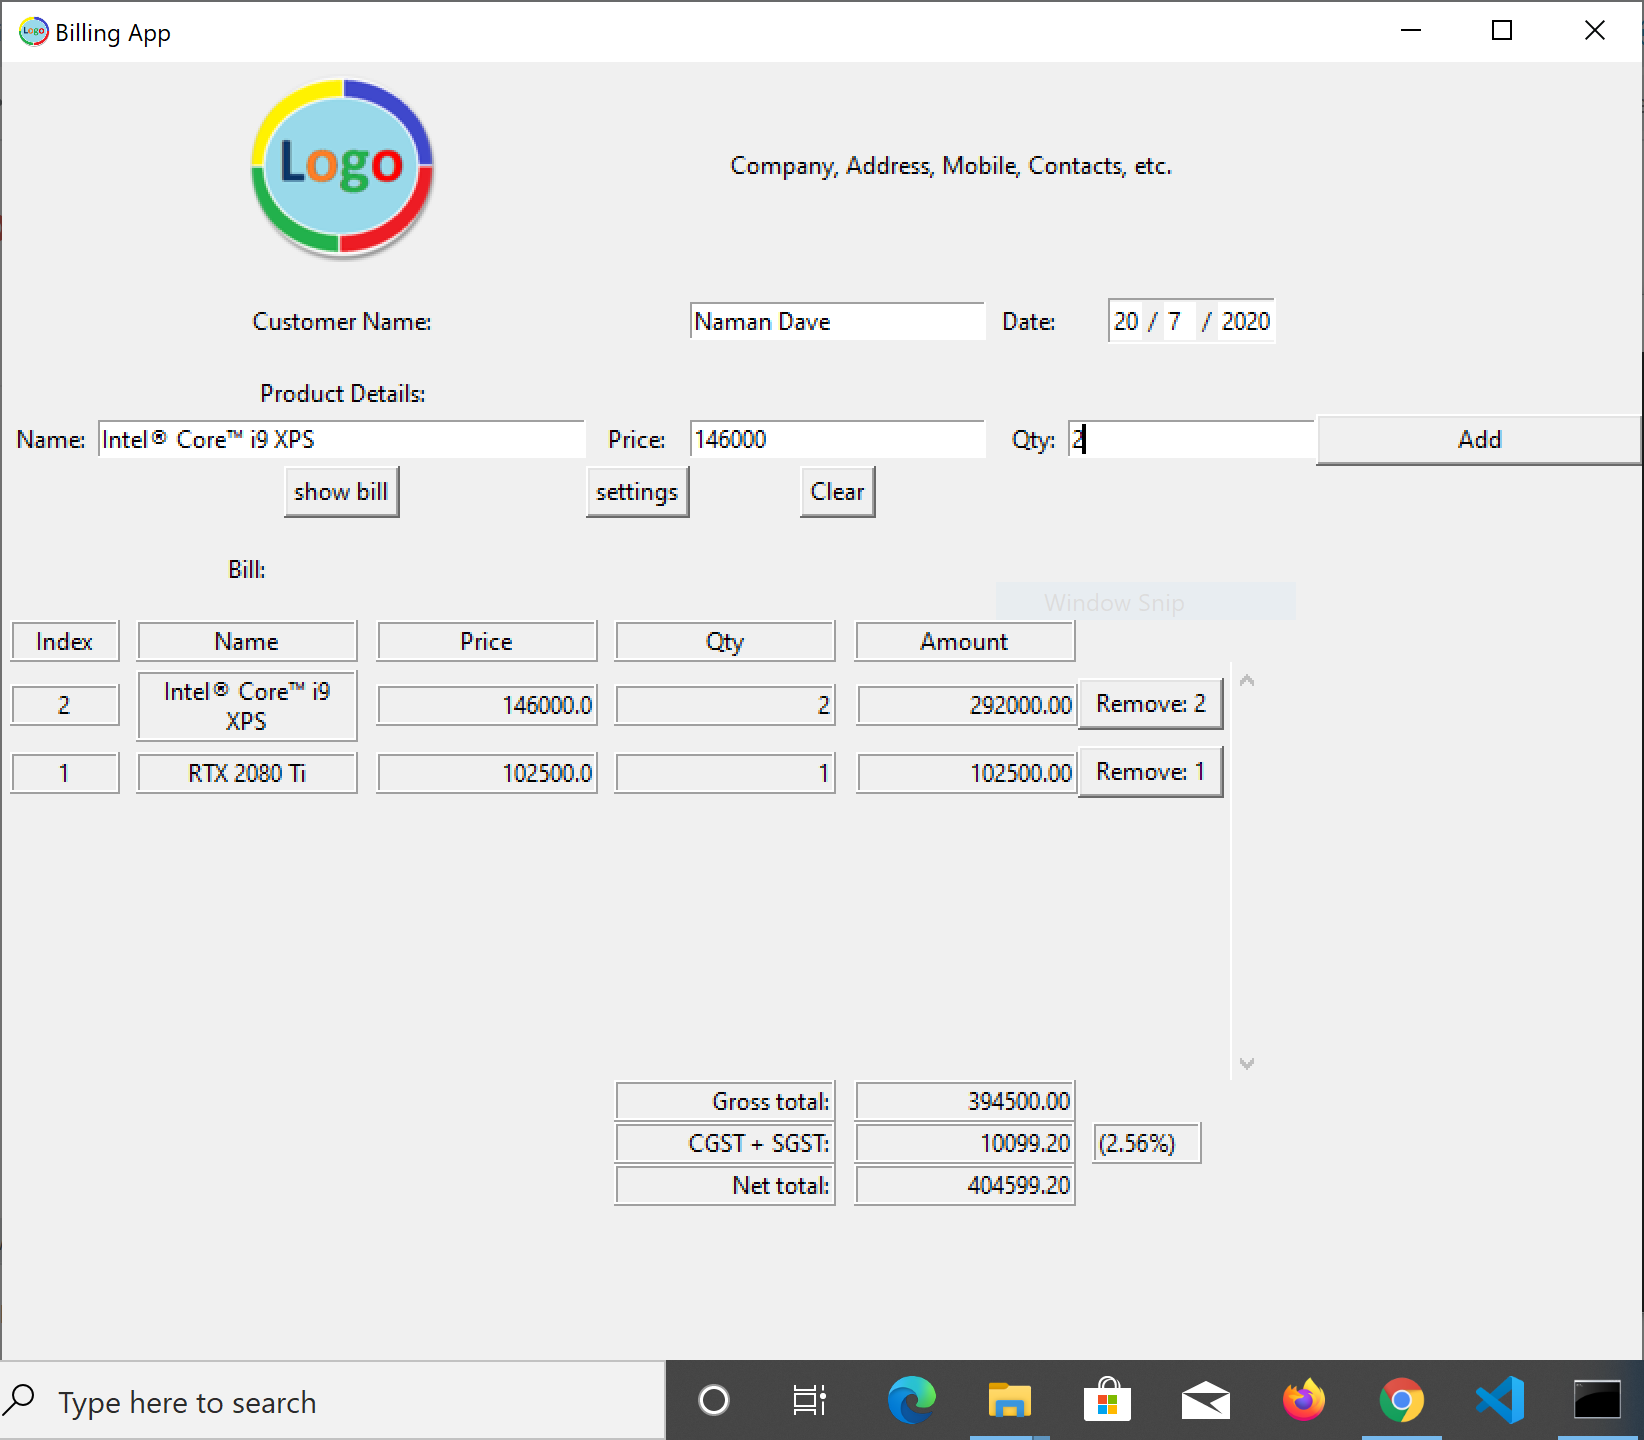 Logo Billing App
Logo
Company, Address, Mobile, Contacts, etc.
Customer Name: Naman Dave Date: 20 / 7 / 2020
Product Details:
Name: Intel® Core™ i9 XPS Price: 146000 Qty: 2 Add
show bill settings Clear
Bill:
Window Snip
Index Name Price Qty Amount
2 Intel® Core™ i9 146000.0 2 292000.00 Remove: 2
XPS
1 RTX 2080 Ti 102500.0 1 102500.00 Remove: 1
Gross total: 394500.00
CGST + SGST: 10099.20 (2.56%)
Net total: 404599.20
Type here to search